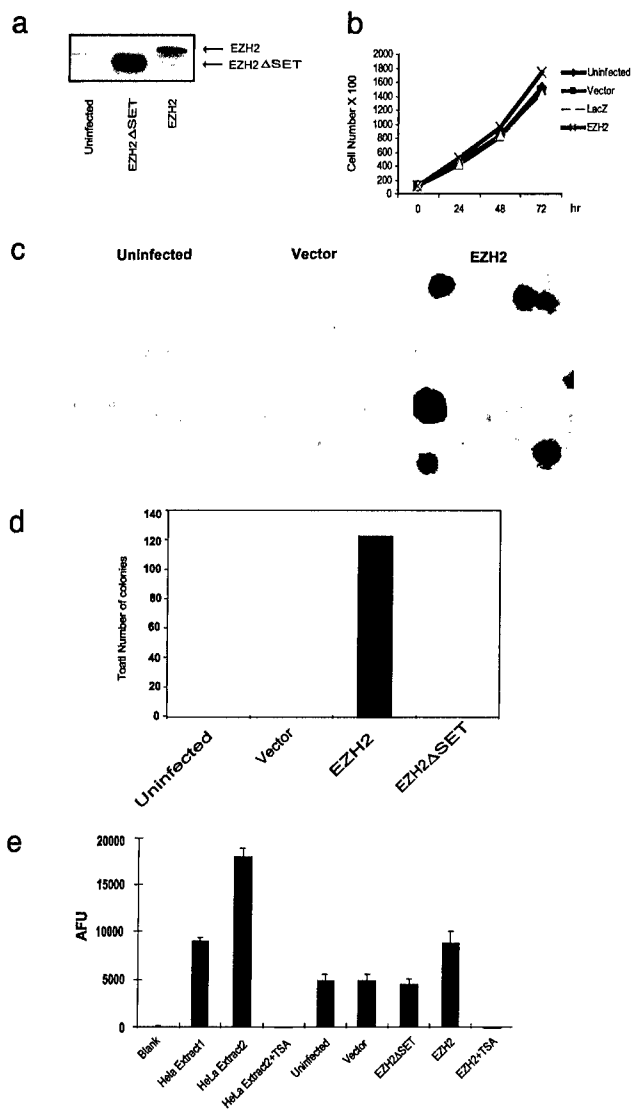 a
EZH2
EZH2ΔSET
Uninfected
EZH2ΔSET
EZH2
b
Cell Number X 100
2000
1800
1600
1400
1200
1000
800
600
400
200
0
0 24 48 72 hr
Uninfected
Vector
LacZ
EZH2
c
Uninfected Vector EZH2
d
Toatl Number of colonies
140
120
100
80
60
40
20
0
Uninfected
Vector
EZH2
EZH2ΔSET
e
AFU
20000
15000
10000
5000
0
Blank
Hela Extract1
HeLa Extract2
HeLa Extract2+TSA
Uninfected
Vector
EZH2ΔSET
EZH2
EZH2+TSA